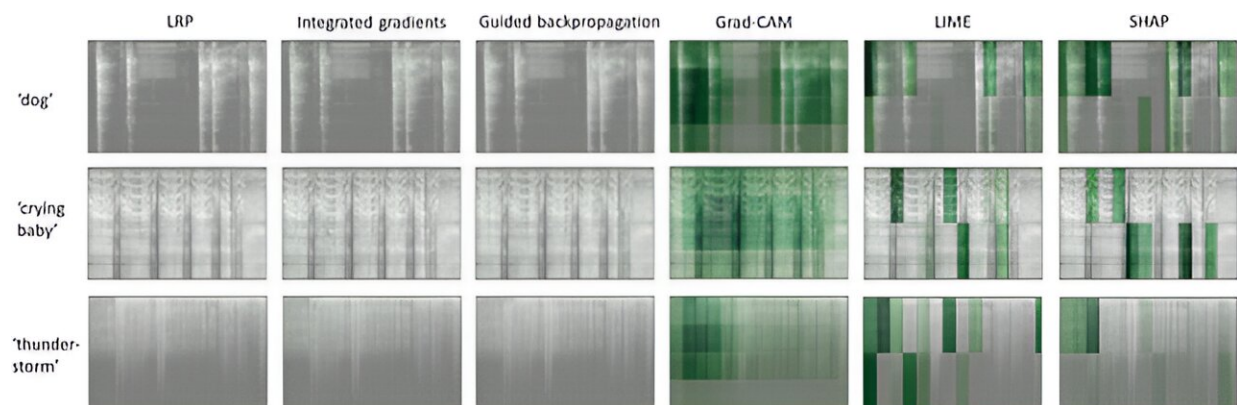 LRP Integrated gradients Guided backpropagation Grad-CAM LIME SHAP
'dog'
'crying
baby'
'thunder-
storm'